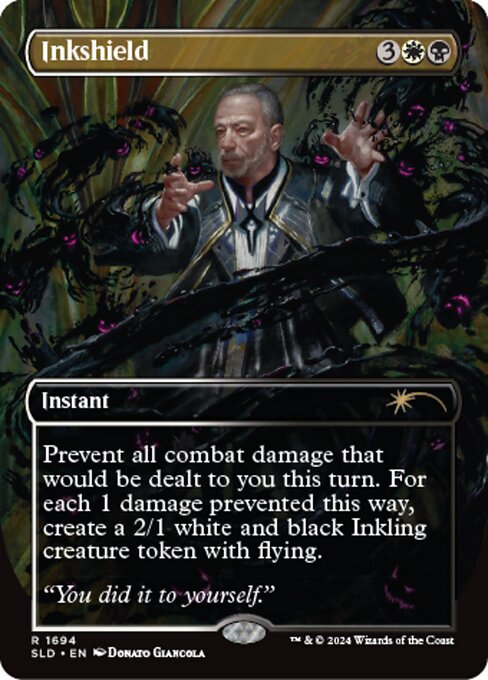 Inkshield 3
Instant
Prevent all combat damage that
would be dealt to you this turn. For
each 1 damage prevented this way,
create a 2/1 white and black Inkling
creature token with flying.
“You did it to yourself.”
R 1694
SLD • EN Donato Giancola
™ & © 2024 Wizards of the Coast